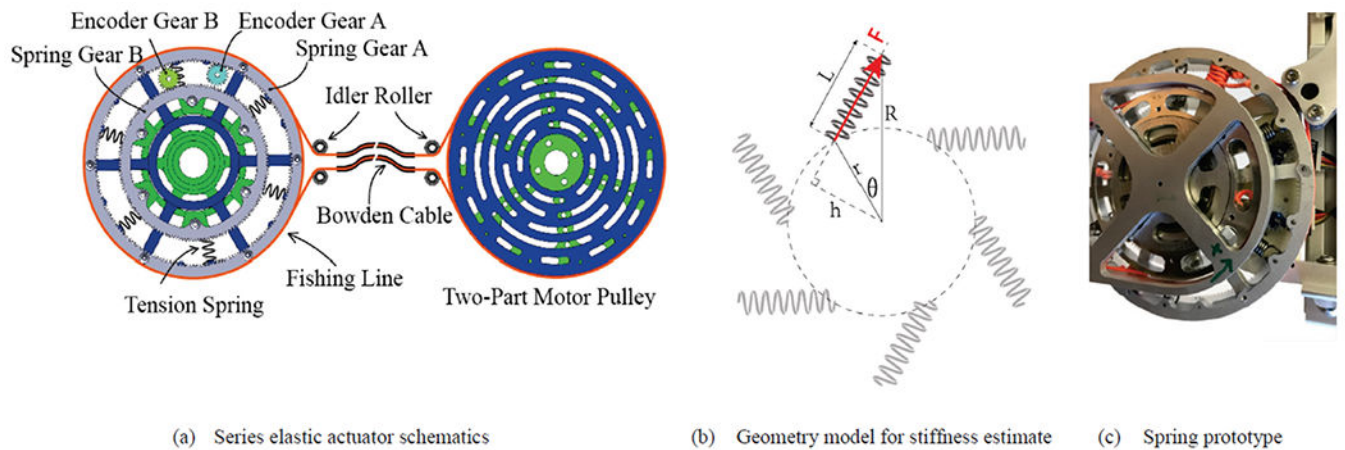 Encoder Gear B
Encoder Gear A
Spring Gear B
Spring Gear A
Idler Roller
Bowden Cable
Fishing Line
Tension Spring
Two-Part Motor Pulley
F
L
R
r
θ
h
(a) Series elastic actuator schematics
(b) Geometry model for stiffness estimate
(c) Spring prototype